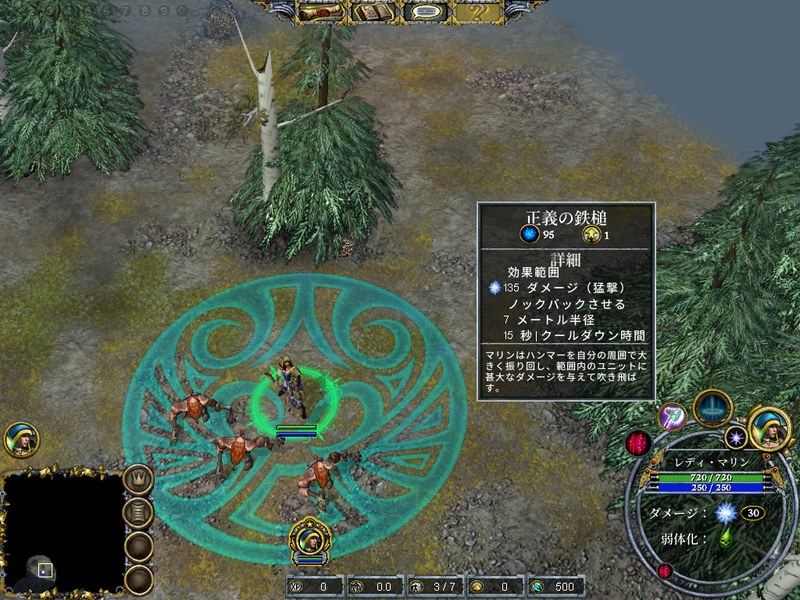 正義の鉄槌
95 1
詳細
効果範囲
135 ダメージ（猛撃）
ノックバックさせる
7 メートル半径
15 秒|クールダウン時間
マリンはハンマーを自分の周囲で大
きく振り回し、範囲内のユニットに
甚大なダメージを与えて吹き飛ば
す。
レディ・マリン
720 / 720
250 / 250
ダメージ： 30
弱体化：
0 0.0 3 / 7 0 500